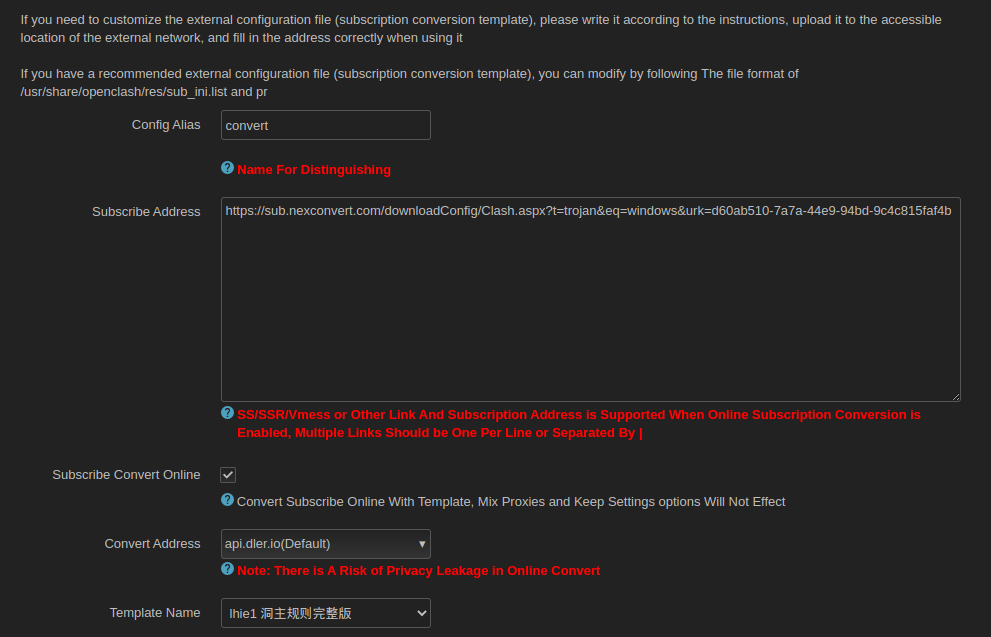 If you need to customize the external configuration file (subscription conversion template), please write it according to the instructions, upload it to the accessible
location of the external network, and fill in the address correctly when using it
If you have a recommended external configuration file (subscription conversion template), you can modify by following The file format of
/usr/share/openclash/res/sub_ini.list and pr
Config Alias
convert
Name For Distinguishing
Subscribe Address
https://sub.nexconvert.com/downloadConfig/Clash.aspx?t=trojan&eq=windows&urk=d60ab510-7a7a-44e9-94bd-9c4c815faf4b
SS/SSR/Vmess or Other Link And Subscription Address is Supported When Online Subscription Conversion is
Enabled, Multiple Links Should be One Per Line or Separated By |
Subscribe Convert Online
Convert Subscribe Online With Template, Mix Proxies and Keep Settings options Will Not Effect
Convert Address
api.dler.io(Default)
Note: There is A Risk of Privacy Leakage in Online Convert
Template Name
lhie1 洞主规则完整版